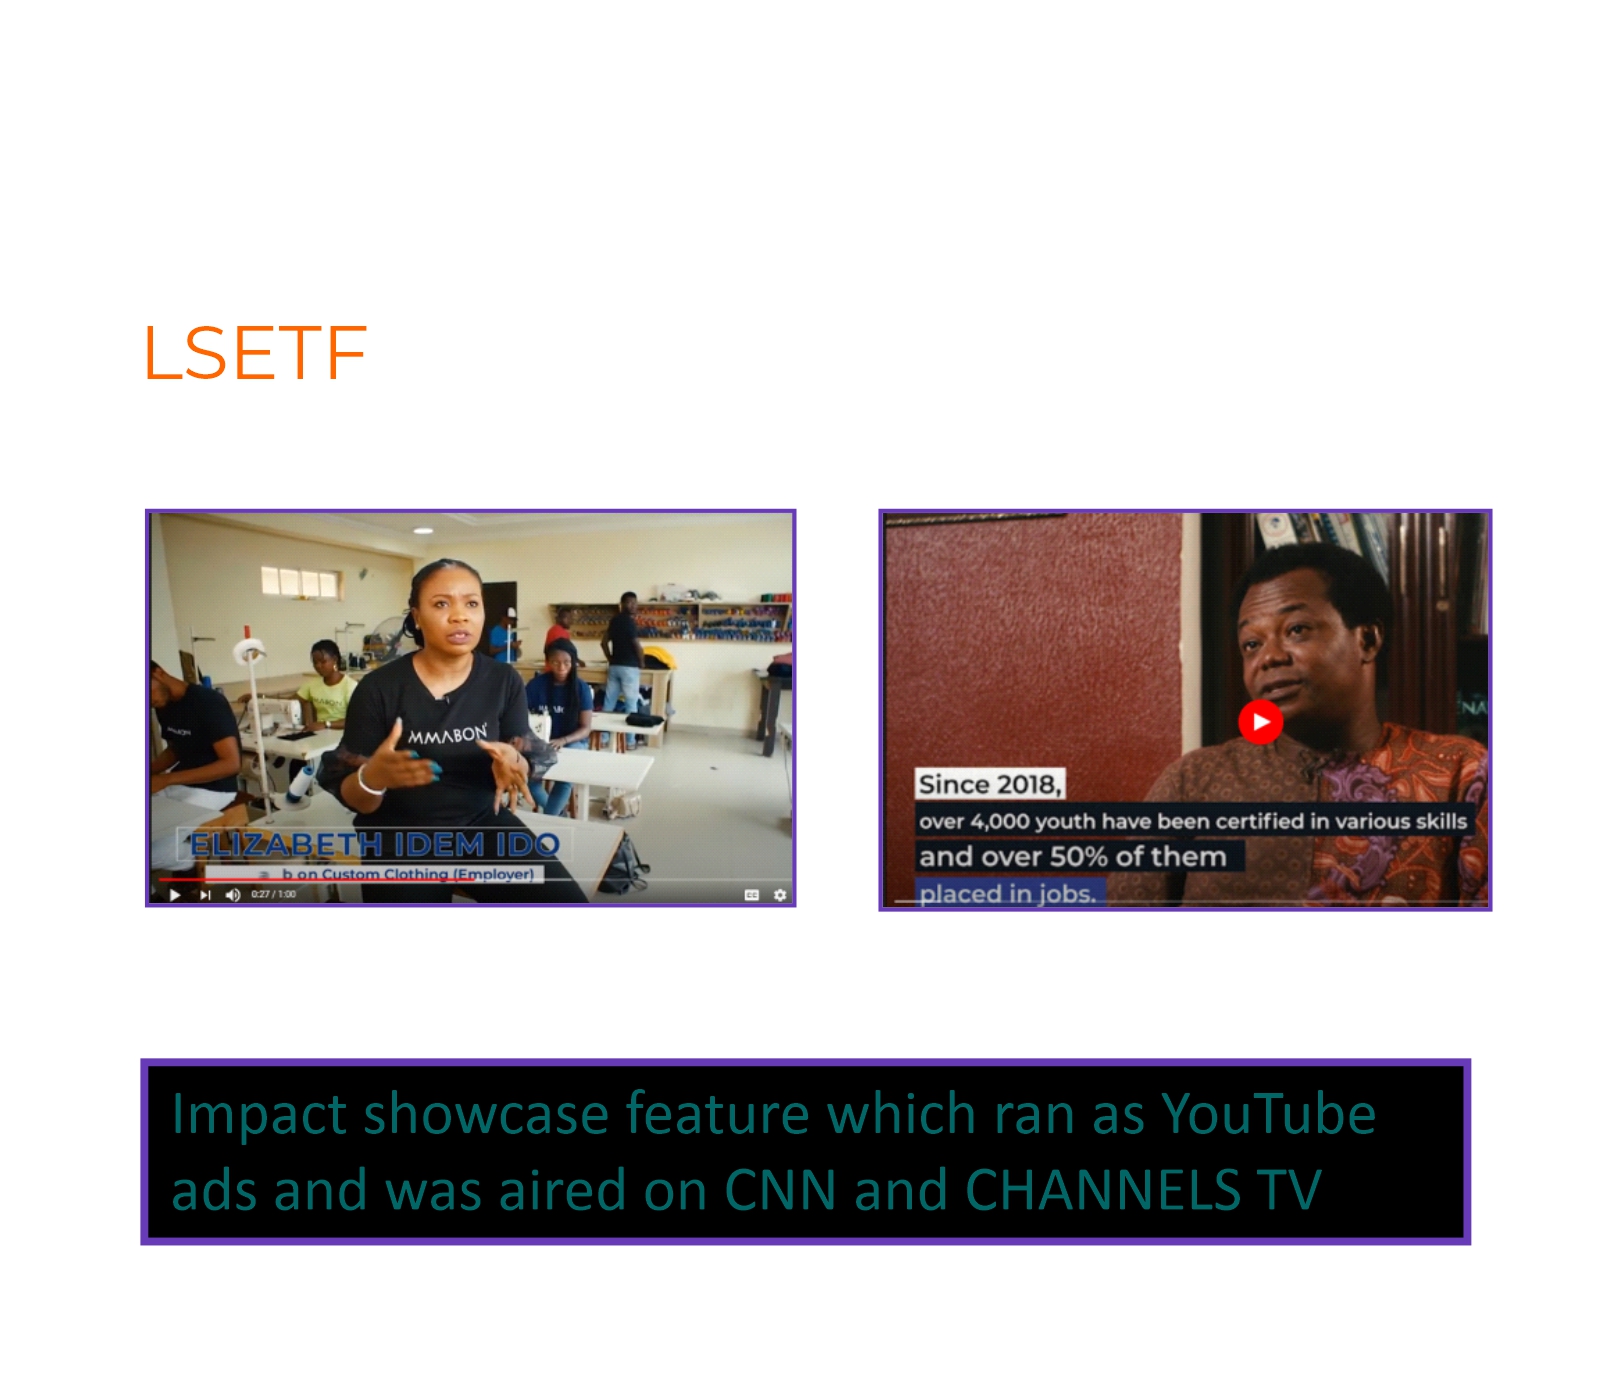 LSETF
MMABON
ELIZABETH IDEM IDO
b on Custom Clothing (Employer)
0:27 / 1:00
CC
Since 2018,
over 4,000 youth have been certified in various skills
and over 50% of them
placed in jobs.
Impact showcase feature which ran as YouTube
ads and was aired on CNN and CHANNELS TV